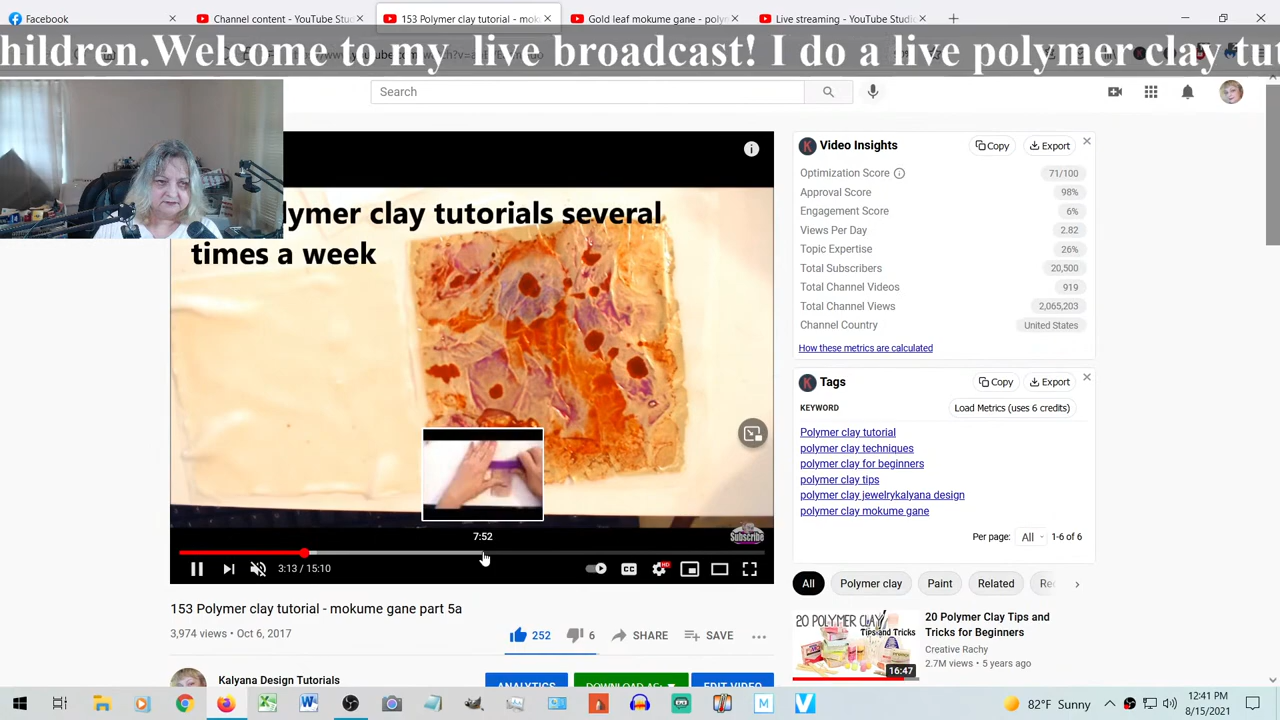 Facebook
Channel content - YouTube Stu
153 Polymer clay tutorial - mok
Gold leaf mokume gane - poly
Live streaming - YouTube Studi
hildren.Welcome to my live broadcast! I do a live polymer clay tu
Search
lymer clay tutorials several
times a week
7:52
Subscribe
3:13 / 15:10
HD
CC
153 Polymer clay tutorial - mokume gane part 5a
3,974 views • Oct 6, 2017
252
6
SHARE
SAVE
Kalyana Design Tutorials
ANALYTICS
DOWNLOAD AS:
EDIT VIDEO
Video Insights
Copy
Export
Optimization Score
71/100
Approval Score
98%
Engagement Score
6%
Views Per Day
2.82
Topic Expertise
26%
Total Subscribers
20,500
Total Channel Videos
919
Total Channel Views
2,065,203
Channel Country
United States
How these metrics are calculated
Tags
Copy
Export
KEYWORD
Load Metrics (uses 6 credits)
Polymer clay tutorial
polymer clay techniques
polymer clay for beginners
polymer clay tips
polymer clay jewelrykalyana design
polymer clay mokume gane
Per page: All 1-6 of 6
All
Polymer clay
Paint
Related
Re
20 POLYMER CLAY
Tips and Tricks
16:47
20 Polymer Clay Tips and
Tricks for Beginners
Creative Rachy
2.7M views • 5 years ago
82°F Sunny
12:41 PM
8/15/2021